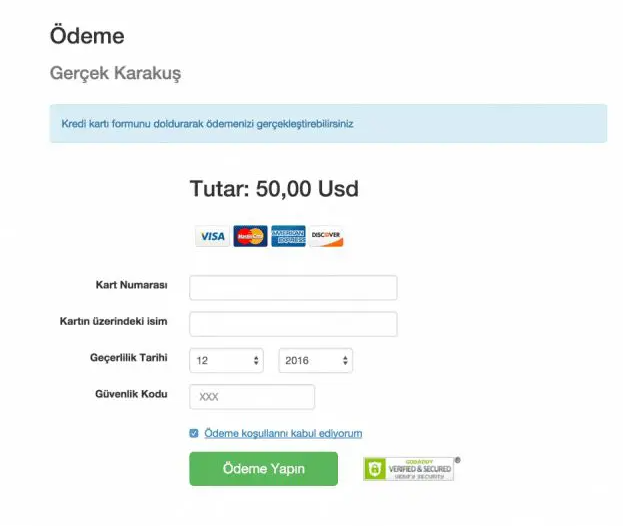 Ödeme
Gerçek Karakuş
Kredi kartı formunu doldurarak ödemenizi gerçekleştirebilirsiniz
Tutar: 50,00 Usd
VISA MasterCard AMERICAN EXPRESS DISCOVER
Kart Numarası
Kartın üzerindeki isim
Geçerlilik Tarihi 12 2016
Güvenlik Kodu XXX
Ödeme koşullarını kabul ediyorum
Ödeme Yapın
GODADDY
VERIFIED & SECURED
VERIFY SECURITY